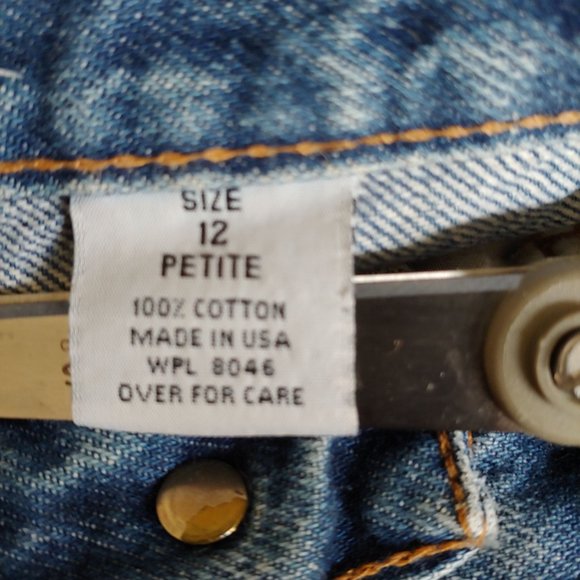 SIZE
12
PETITE
100% COTTON
MADE IN USA
WPL 8046
OVER FOR CARE